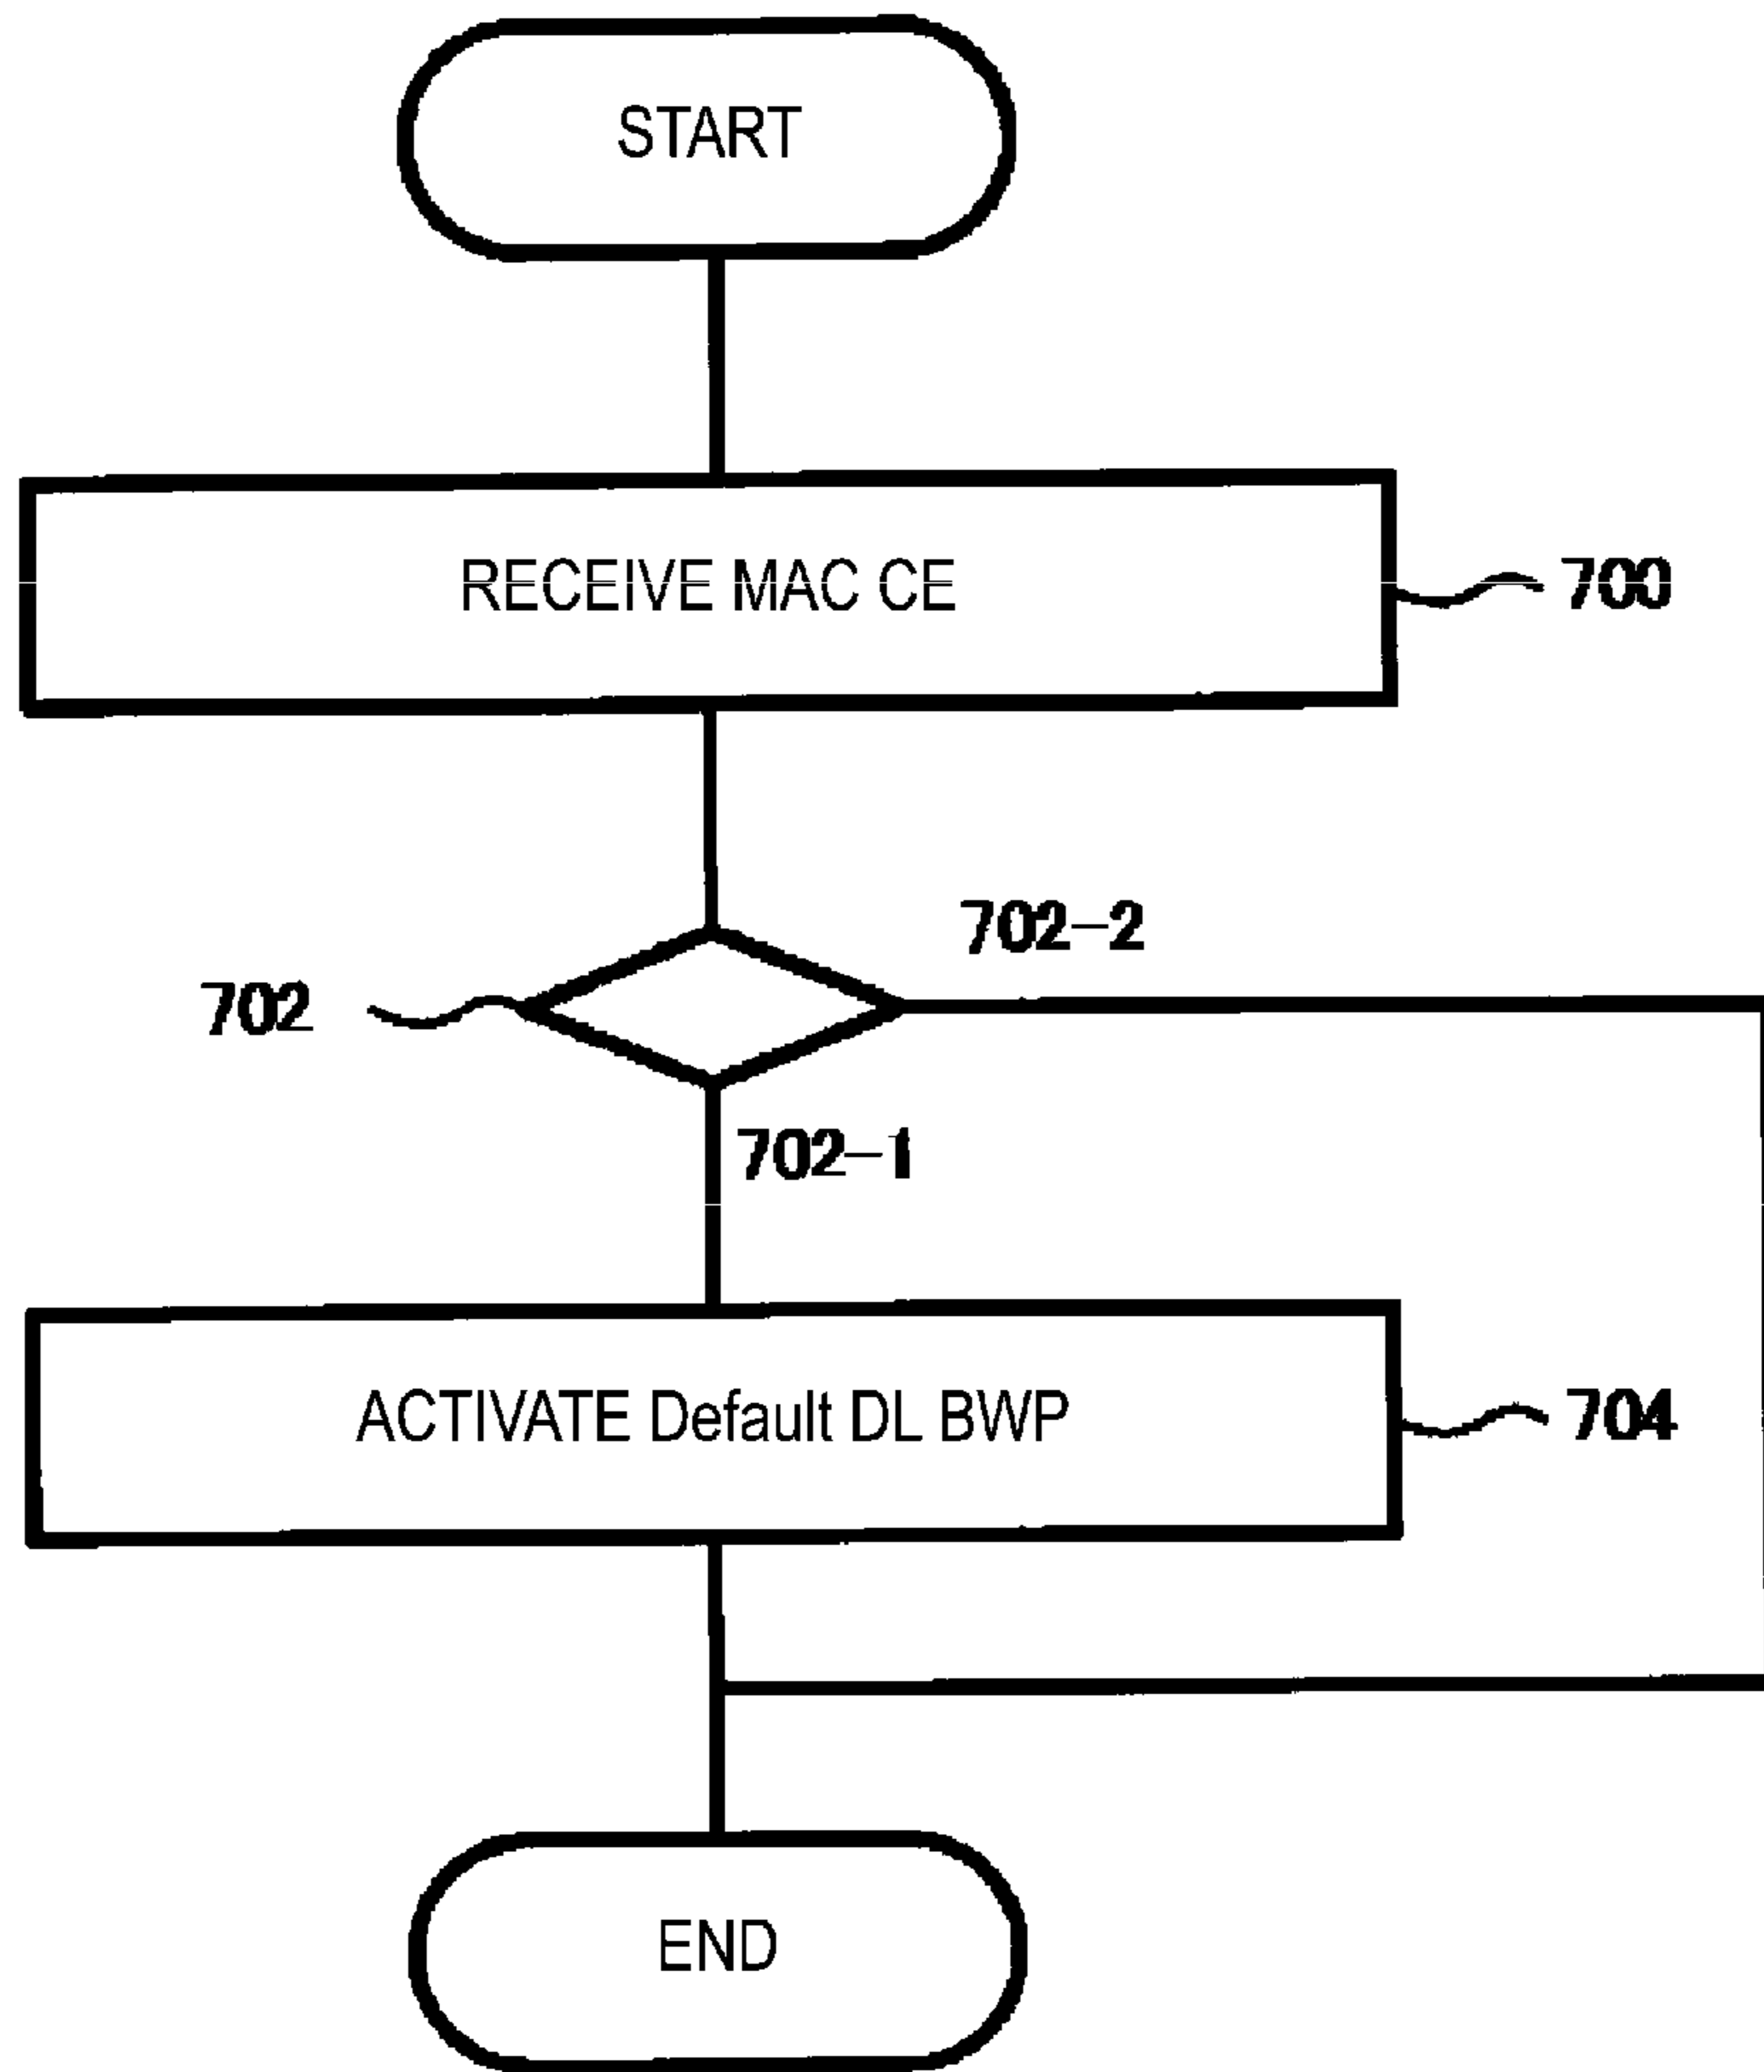 START
RECEIVE MAC CE
700
702-2
702
702-1
ACTIVATE Default DL BWP
704
END